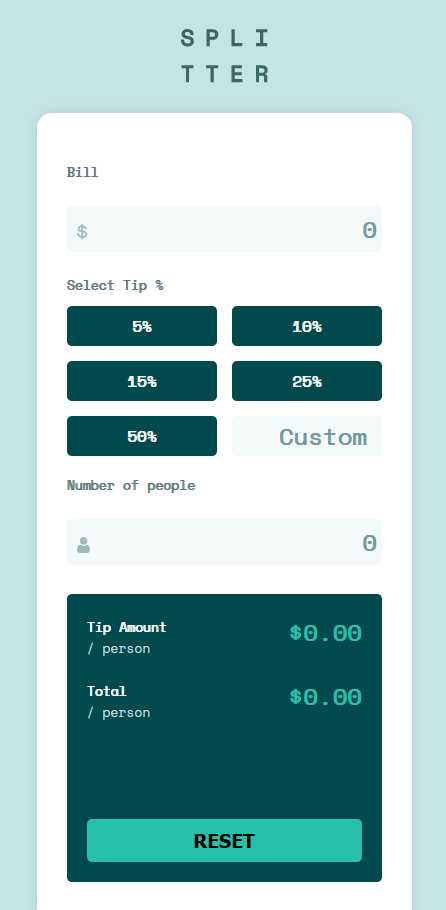 SPLI
TTER
Bill
$ 0
Select Tip %
5% 10%
15% 25%
50% Custom
Number of people
0
Tip Amount $0.00
/ person
Total $0.00
/ person
RESET